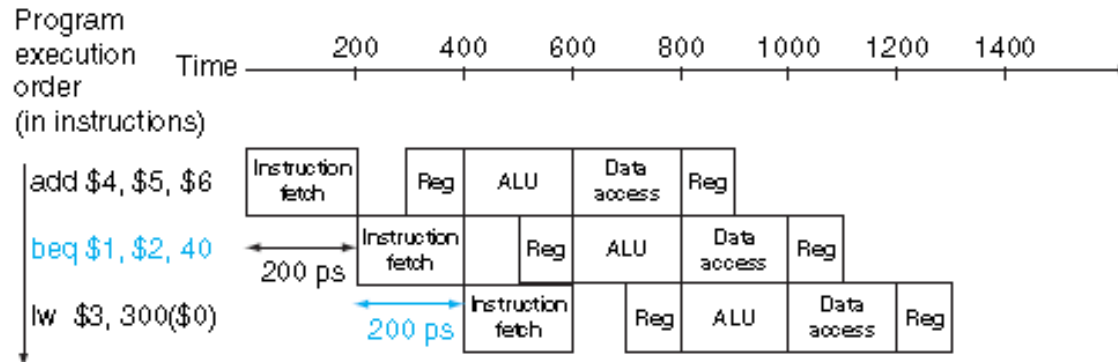 Program
execution
order
(in instructions)
Time
200 400 600 800 1000 1200 1400
add $4, $5, $6
Instruction
fetch
Reg
ALU
Data
access
Reg
beq $1, $2, 40
200 ps
Instruction
fetch
Reg
ALU
Data
access
Reg
lw $3, 300($0)
200 ps
Instruction
fetch
Reg
ALU
Data
access
Reg